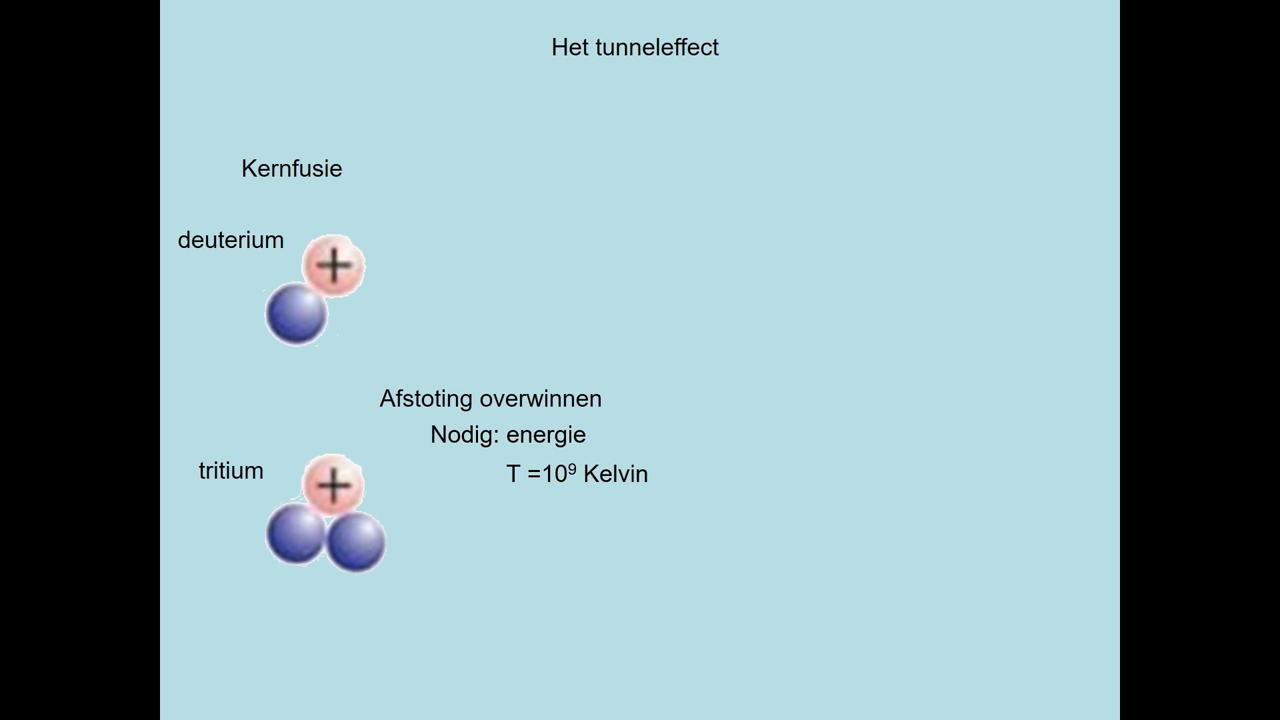 Het tunneleffect
Kernfusie
deuterium
+
Afstoting overwinnen
Nodig: energie
T =10⁹ Kelvin
tritium
+